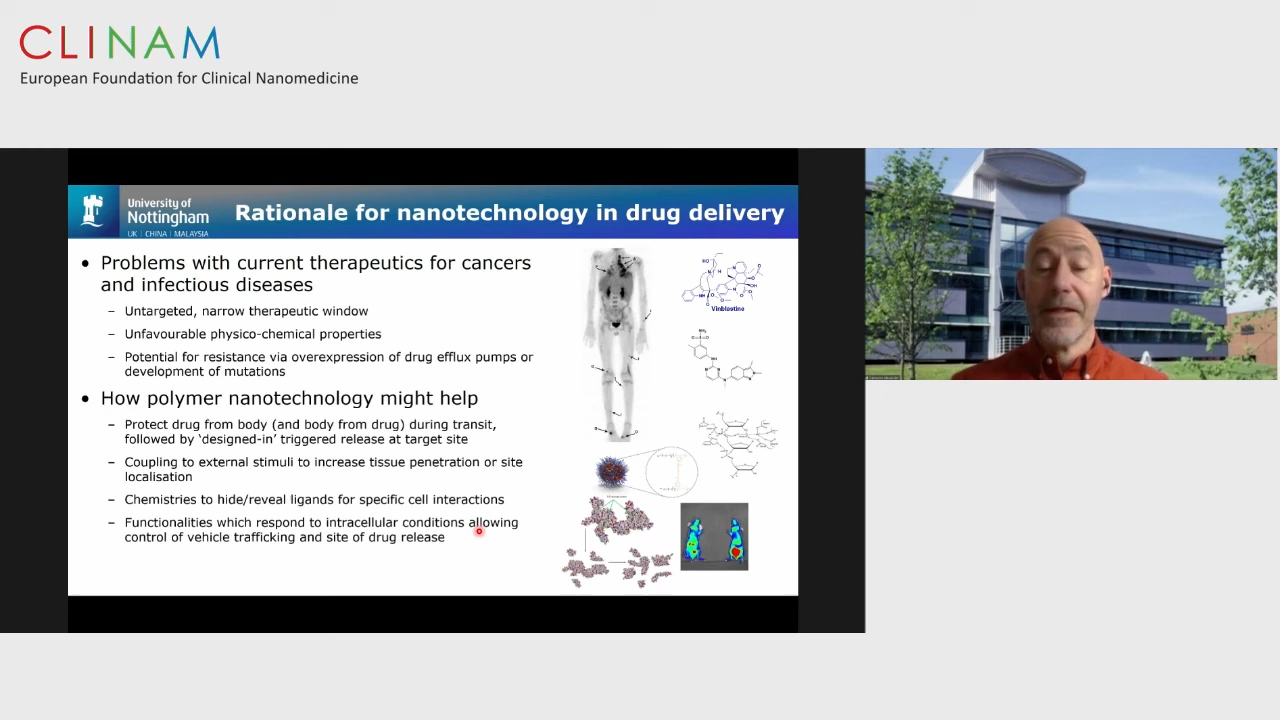 CLINAM
European Foundation for Clinical Nanomedicine
University of
Nottingham
UK | CHINA | MALAYSIA
Rationale for nanotechnology in drug delivery
• Problems with current therapeutics for cancers
and infectious diseases
– Untargeted, narrow therapeutic window
– Unfavourable physico-chemical properties
– Potential for resistance via overexpression of drug efflux pumps or
development of mutations
• How polymer nanotechnology might help
– Protect drug from body (and body from drug) during transit,
followed by ‘designed-in’ triggered release at target site
– Coupling to external stimuli to increase tissue penetration or site
localisation
– Chemistries to hide/reveal ligands for specific cell interactions
– Functionalities which respond to intracellular conditions allowing
control of vehicle trafficking and site of drug release
Vinblastine